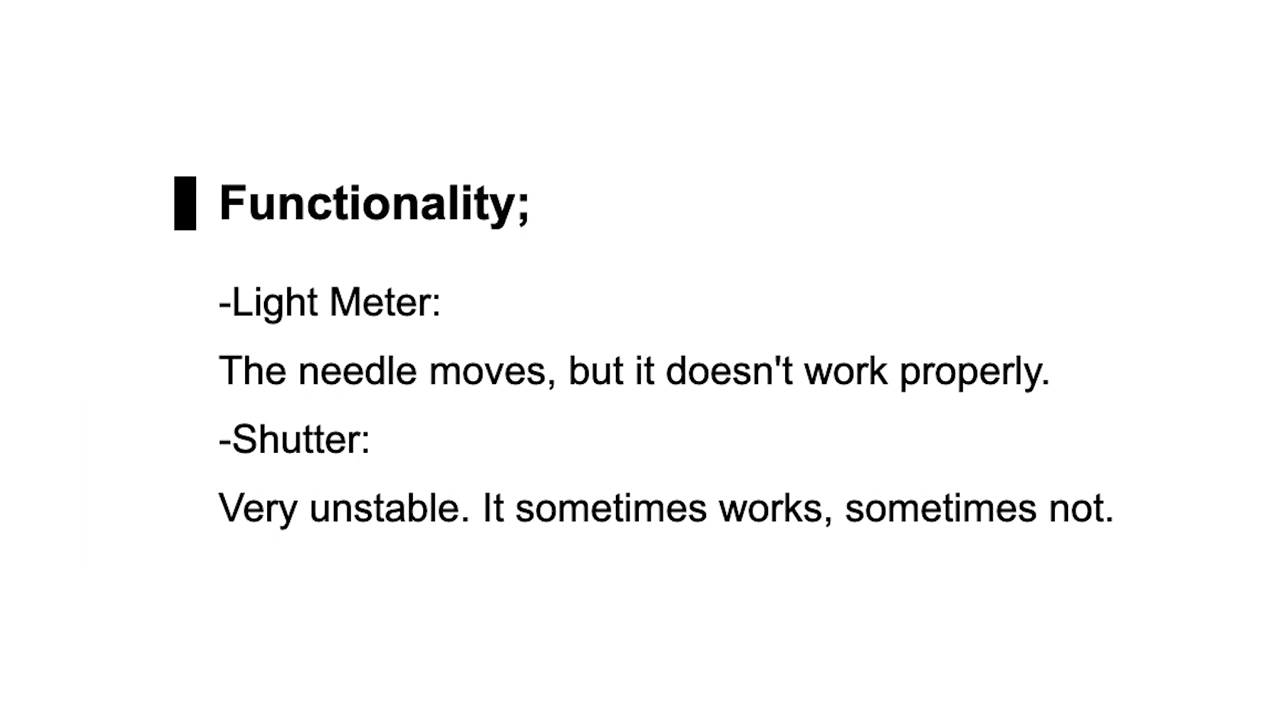 Functionality;
-Light Meter:
The needle moves, but it doesn't work properly.
-Shutter:
Very unstable. It sometimes works, sometimes not.